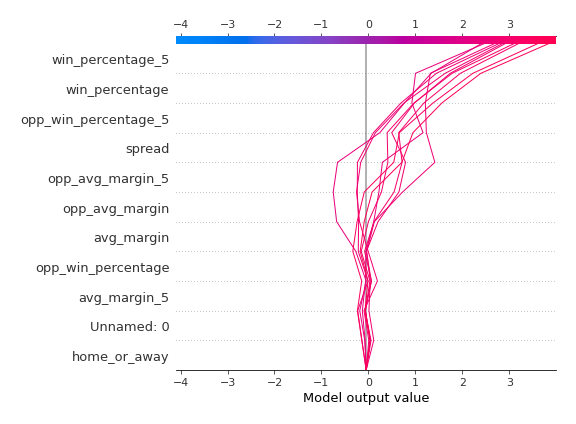 −4 −3 −2 −1 0 1 2 3
win_percentage_5
win_percentage
opp_win_percentage_5
spread
opp_avg_margin_5
opp_avg_margin
avg_margin
opp_win_percentage
avg_margin_5
Unnamed: 0
home_or_away
−4 −3 −2 −1 0 1 2 3
Model output value